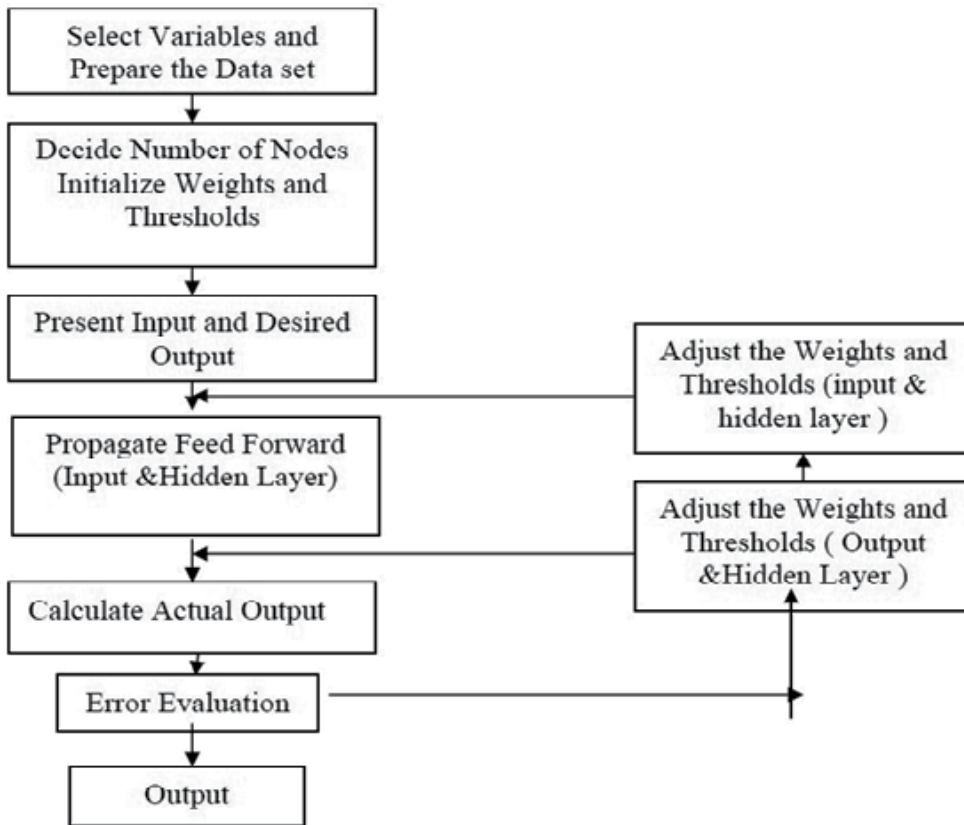 Select Variables and
Prepare the Data set
Decide Number of Nodes
Initialize Weights and
Thresholds
Present Input and Desired
Output
Propagate Feed Forward
(Input &Hidden Layer)
Calculate Actual Output
Error Evaluation
Output
Adjust the Weights and
Thresholds (input &
hidden layer )
Adjust the Weights and
Thresholds ( Output
&Hidden Layer )